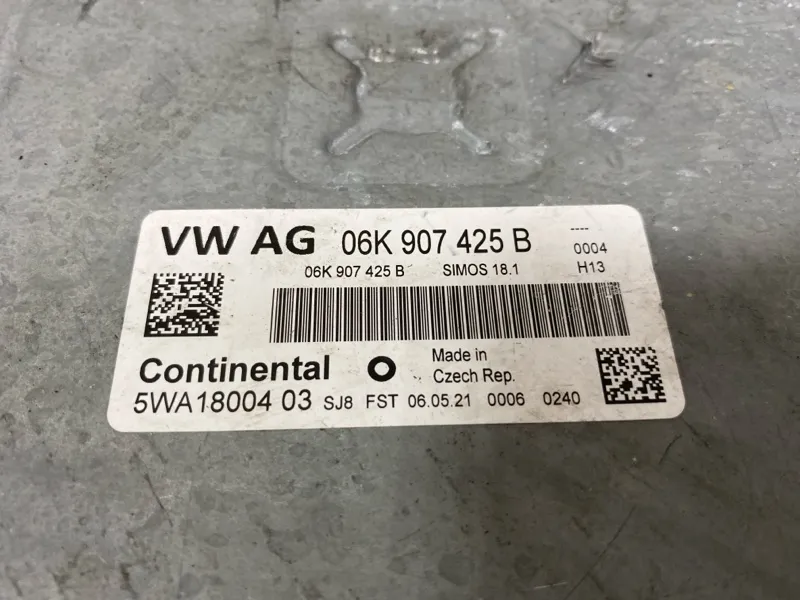 VW AG 06K 907 425 B ----
0004
06K 907 425 B SIMOS 18.1 H13
Continental O Made in
Czech Rep.
5WA18004 03 SJ8 FST 06.05.21 0006 0240